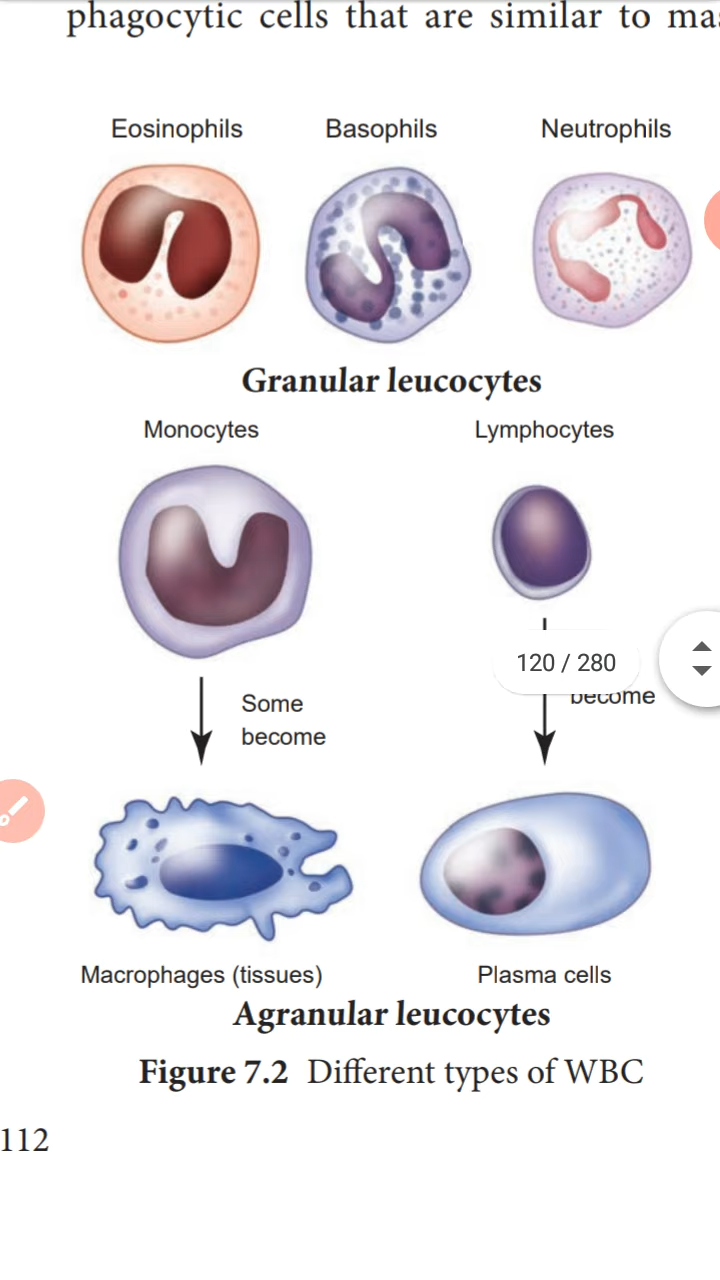 phagocytic cells that are similar to
Eosinophils Basophils Neutrophils
Granular leucocytes
Monocytes Lymphocytes
120 / 280
Some
become
become
Macrophages (tissues) Plasma cells
Agranular leucocytes
Figure 7.2 Different types of WBC
112